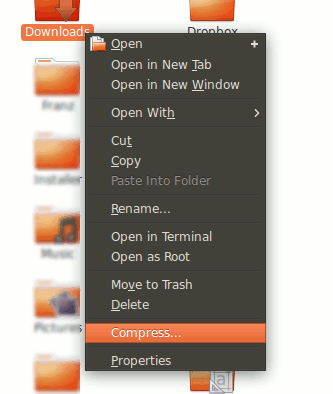 Downloads
Dropbox
Open
Open in New Tab
Open in New Window
Franz
Open With
Installer
Cut
Copy
Paste Into Folder
Rename...
Music
Open in Terminal
Open as Root
Move to Trash
Delete
Pictures
Compress...
Properties
a